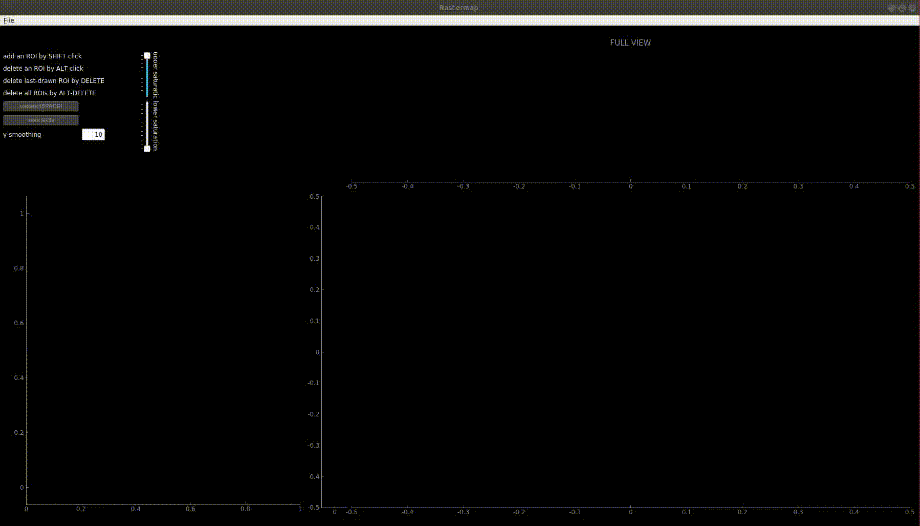 Rastermap
File
FULL VIEW
add an ROI by SHIFT click
delete an ROI by ALT click
delete last-drawn ROI by DELETE
delete all ROIs by ALT-DELETE
y-smoothing 10
upper saturatic
lower saturation
-0.5 -0.4 -0.3 -0.2 -0.1 0 0.1 0.2 0.3 0.4 0.5
1
0.8
0.6
0.4
0.2
0
0 0.2 0.4 0.6 0.8 1
0.5
0.4
0.3
0.2
0.1
0
-0.1
-0.2
-0.3
-0.4
-0.5
0 -0.5 -0.4 -0.3 -0.2 -0.1 0 0.1 0.2 0.3 0.4 0.5